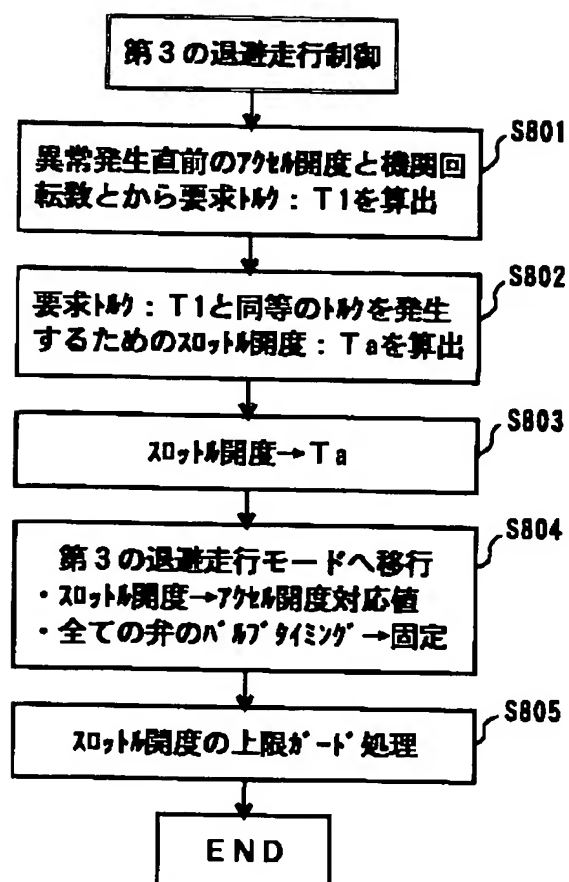 第3の退避走行制御
S801
異常発生直前のｱｸｾﾙ開度と機関回
転数とから要求ﾄﾙｸ：T1を算出
S802
要求ﾄﾙｸ：T1と同等のﾄﾙｸを発生
するためのｽﾛｯﾄﾙ開度：Taを算出
S803
ｽﾛｯﾄﾙ開度→Ta
S804
第3の退避走行モードへ移行
・ｽﾛｯﾄﾙ開度→ｱｸｾﾙ開度対応値
・全ての弁のﾊﾞﾙﾌﾞﾀｲﾐﾝｸﾞ→固定
S805
ｽﾛｯﾄﾙ開度の上限ｶﾞｰﾄﾞ処理
END